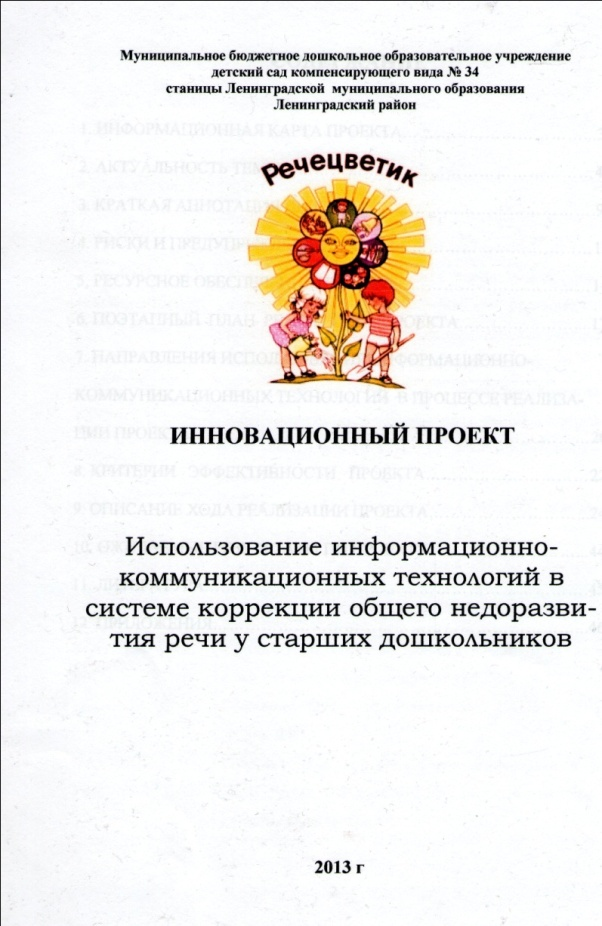 Муниципальное бюджетное дошкольное образовательное учреждение
детский сад компенсирующего вида № 34
станицы Ленинградской муниципального образования
Ленинградский район
Речецветик
ИННОВАЦИОННЫЙ ПРОЕКТ
Использование информационно-
коммуникационных технологий в
системе коррекции общего недоразви-
тия речи у старших дошкольников
2013 г